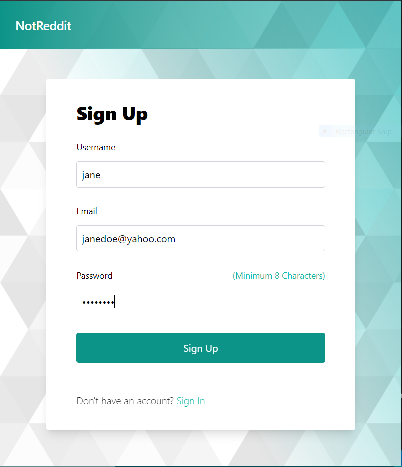 NotReddit
Sign Up
Username
jane
Email
janedoe@yahoo.com
Password (Minimum 8 Characters)
••••••••
Sign Up
Don't have an account? Sign In